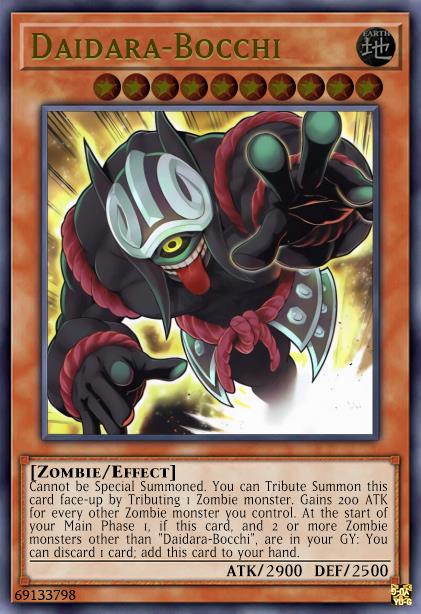 DAIDARA-BOCCHI
EARTH
地
[ZOMBIE/EFFECT]
Cannot be Special Summoned. You can Tribute Summon this
card face-up by Tributing 1 Zombie monster. Gains 200 ATK
for every other Zombie monster you control. At the start of
your Main Phase 1, if this card, and 2 or more Zombie
monsters other than "Daidara-Bocchi", are in your GY: You
can discard 1 card; add this card to your hand.
ATK/2900 DEF/2500
69133798